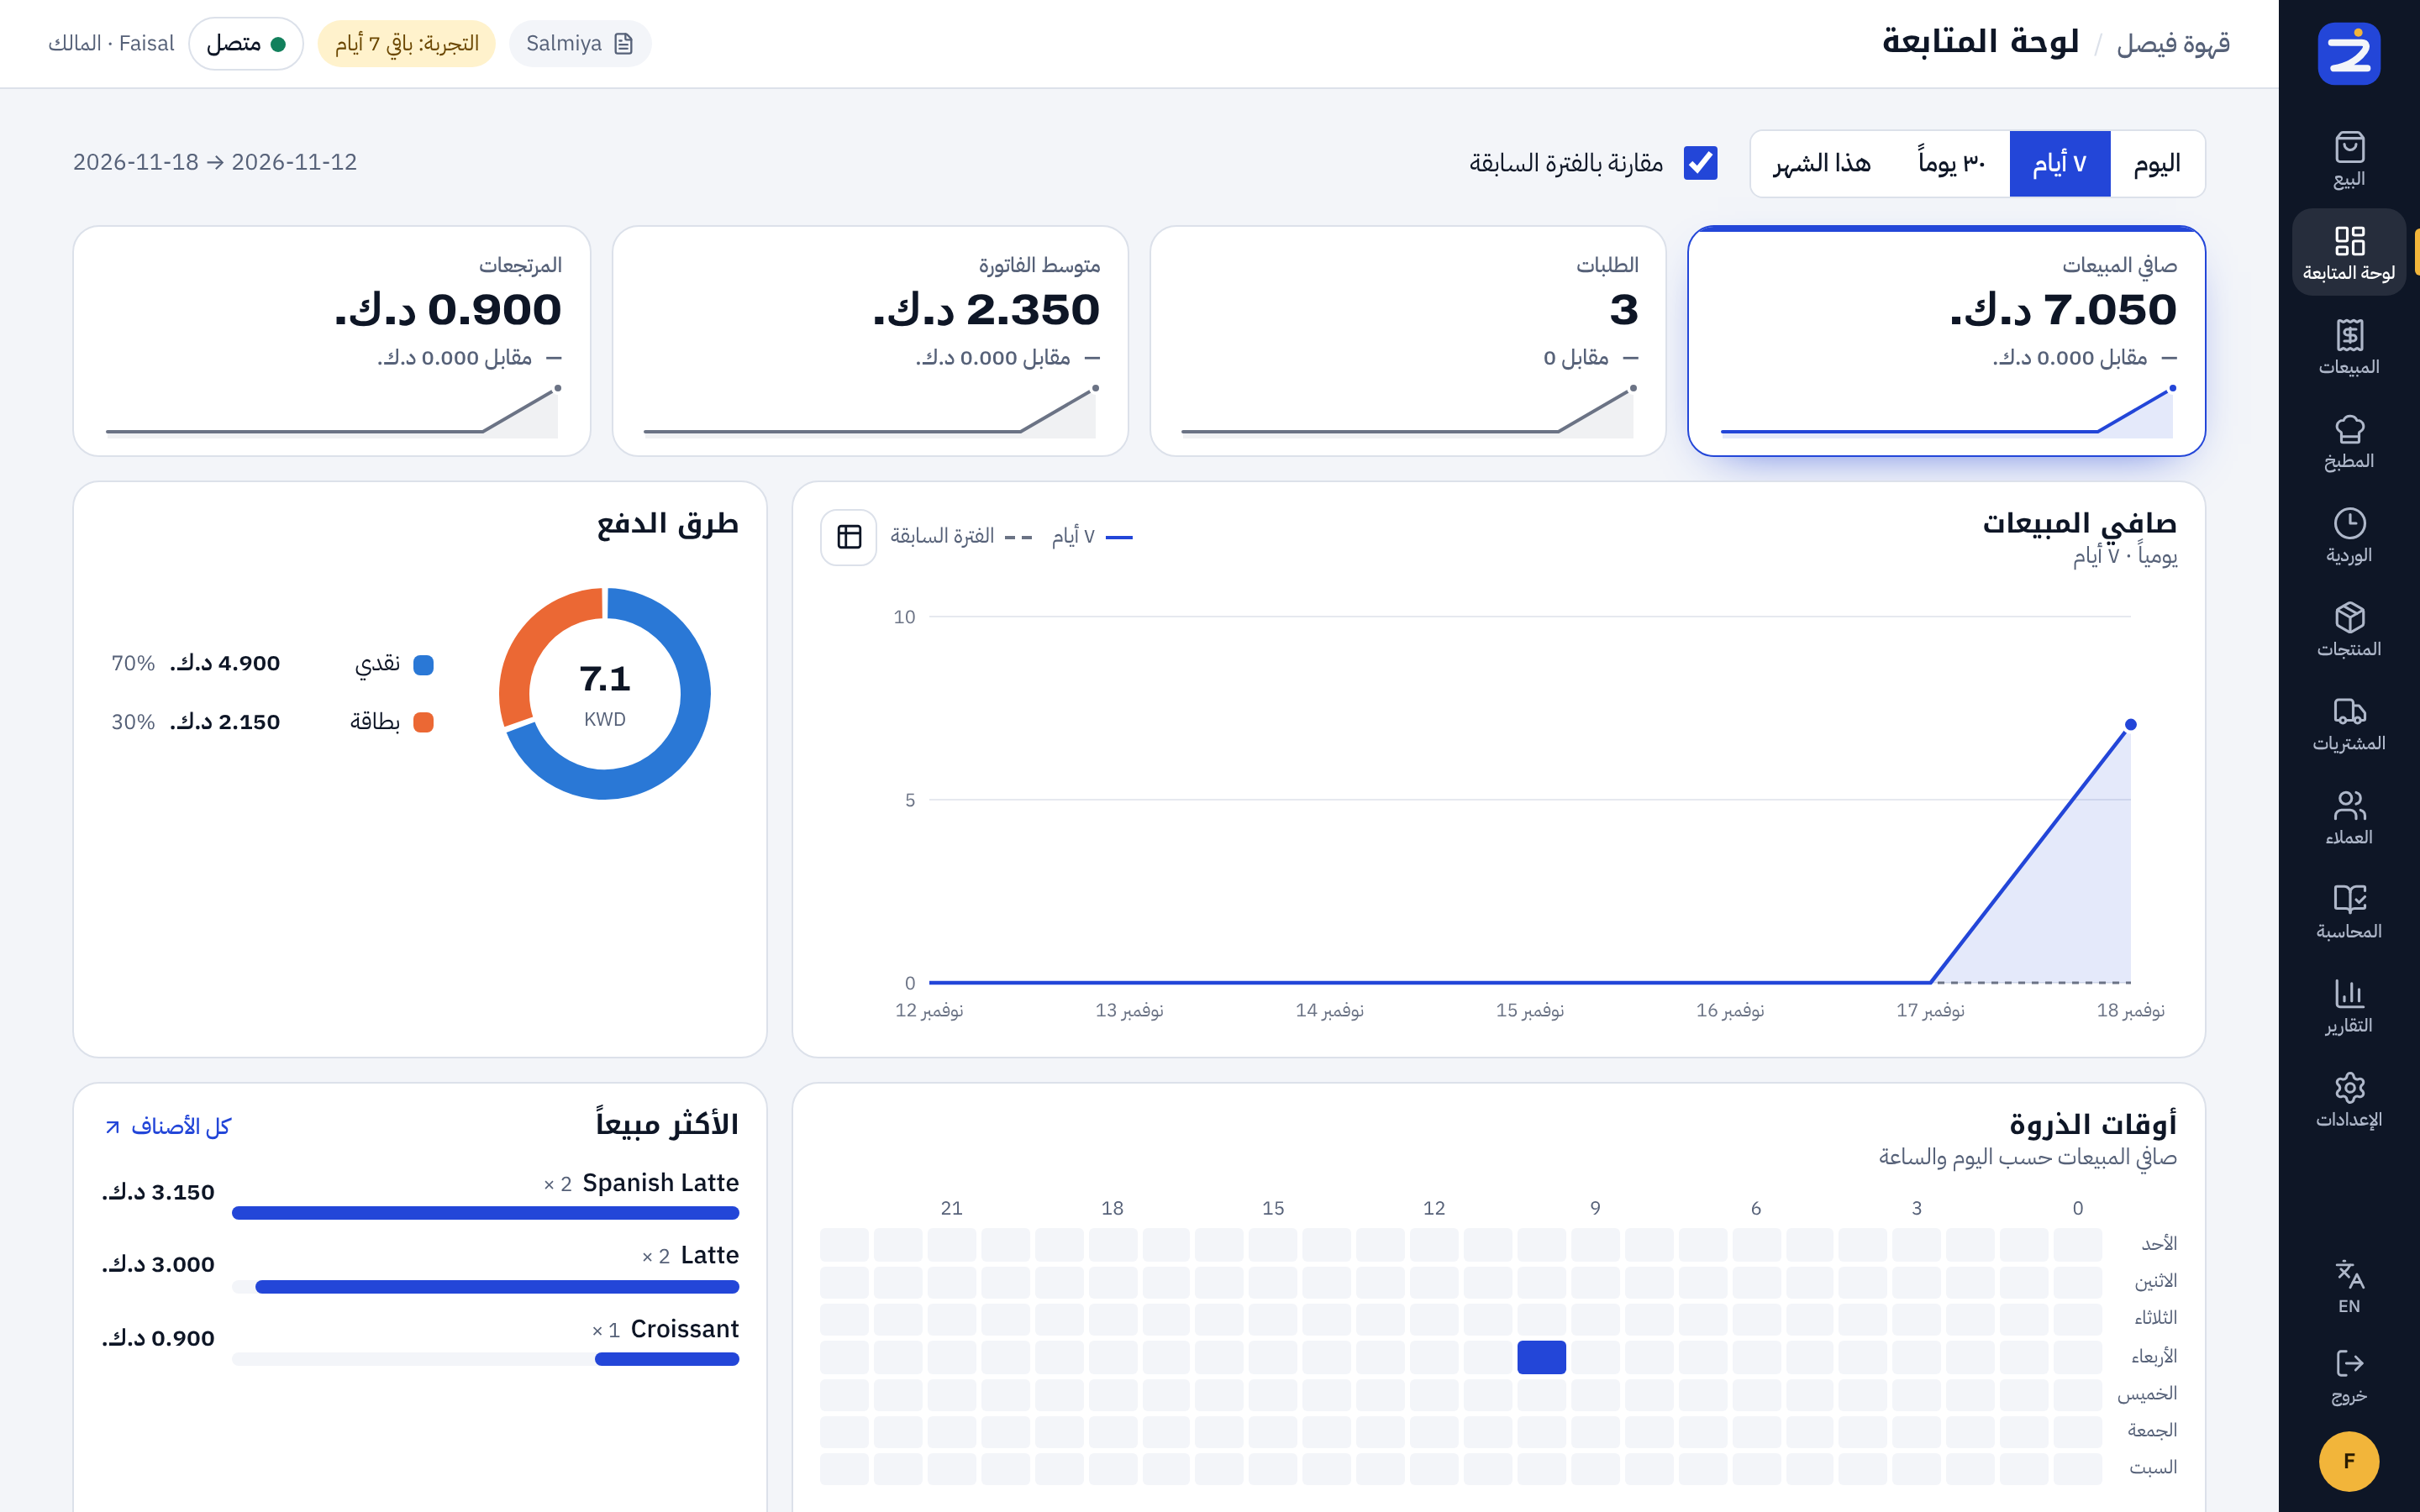 قهوة فيصل / لوحة المتابعة
Salmiya
التجربة: باقي 7 أيام
متصل
Faisal · المالك
البيع
لوحة المتابعة
المبيعات
المطبخ
الوردية
المنتجات
المشتريات
العملاء
المحاسبة
التقارير
الإعدادات
EN
خروج
F
اليوم
٧ أيام
٣٠ يوماً
هذا الشهر
مقارنة بالفترة السابقة
2026-11-12 → 2026-11-18
صافي المبيعات
7.050 د.ك.
— مقابل 0.000 د.ك.
الطلبات
3
— مقابل 0
متوسط الفاتورة
2.350 د.ك.
— مقابل 0.000 د.ك.
المرتجعات
0.900 د.ك.
— مقابل 0.000 د.ك.
صافي المبيعات
يومياً · ٧ أيام
٧ أيام
الفترة السابقة
10
5
0
12 نوفمبر
13 نوفمبر
14 نوفمبر
15 نوفمبر
16 نوفمبر
17 نوفمبر
18 نوفمبر
طرق الدفع
7.1
KWD
نقدي 4.900 د.ك. 70%
بطاقة 2.150 د.ك. 30%
أوقات الذروة
صافي المبيعات حسب اليوم والساعة
0 3 6 9 12 15 18 21
الأحد
الاثنين
الثلاثاء
الأربعاء
الخميس
الجمعة
السبت
الأكثر مبيعاً
كل الأصناف
Spanish Latte 2 × 3.150 د.ك.
Latte 2 × 3.000 د.ك.
Croissant 1 × 0.900 د.ك.